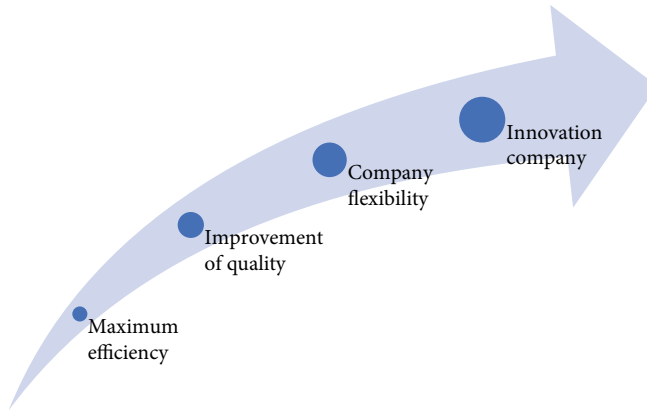 Innovation
company
Company
flexibility
Improvement
of quality
Maximum
efficiency